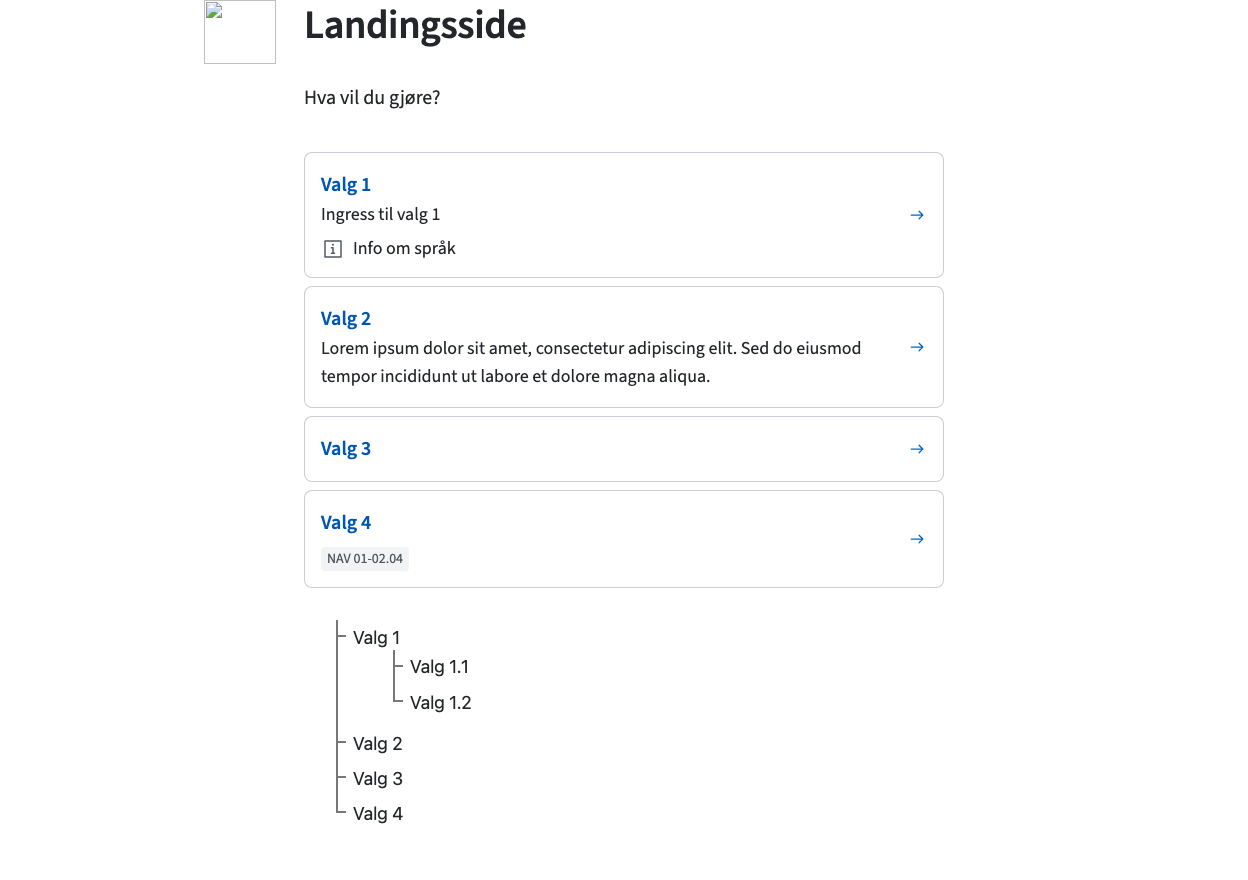 Landingsside
Hva vil du gjøre?
Valg 1
Ingress til valg 1
Info om språk
Valg 2
Lorem ipsum dolor sit amet, consectetur adipiscing elit. Sed do eiusmod
tempor incididunt ut labore et dolore magna aliqua.
Valg 3
Valg 4
NAV 01-02.04
Valg 1
Valg 1.1
Valg 1.2
Valg 2
Valg 3
Valg 4